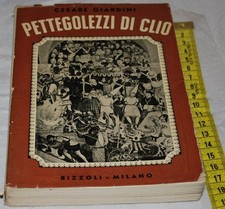 CESARE GIARDINI
PETTEGOLEZZI DI CLIO
RIZZOLI - MILANO